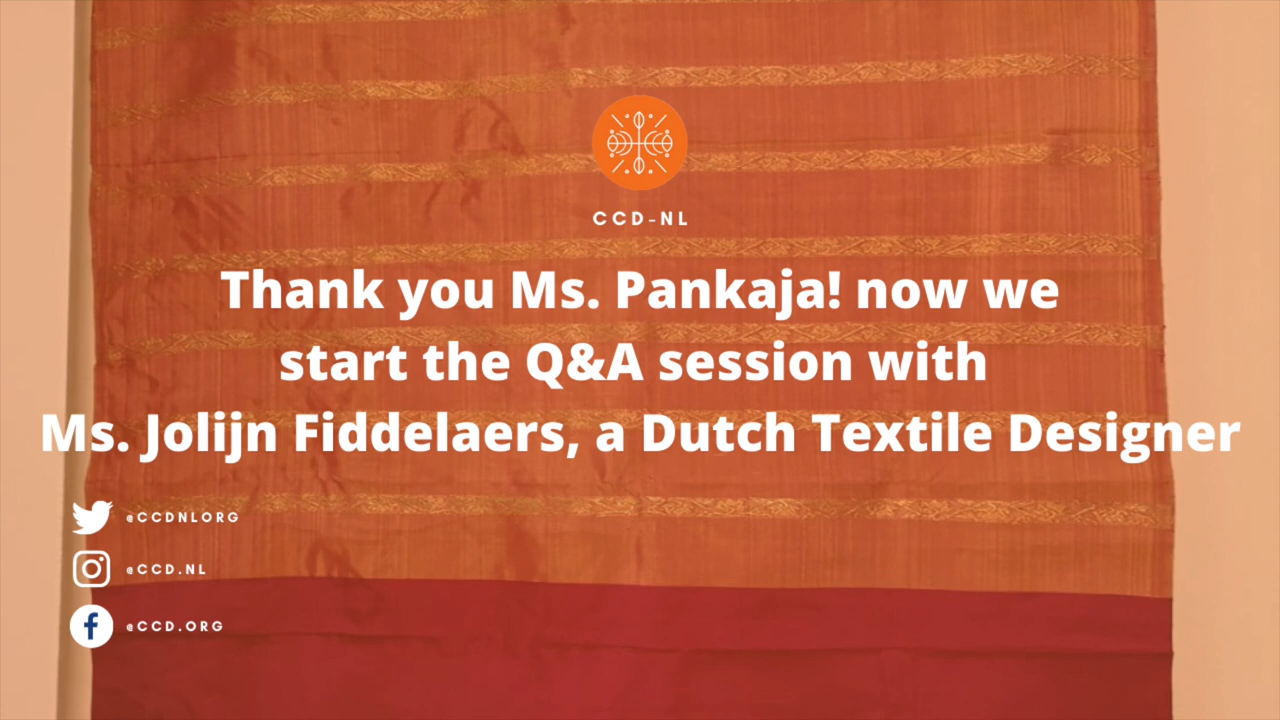 CCD-NL
Thank you Ms. Pankaja! now we
start the Q&A session with
Ms. Jolijn Fiddelaers, a Dutch Textile Designer
@CCDNLORG
@CCD.NL
@CCD.ORG